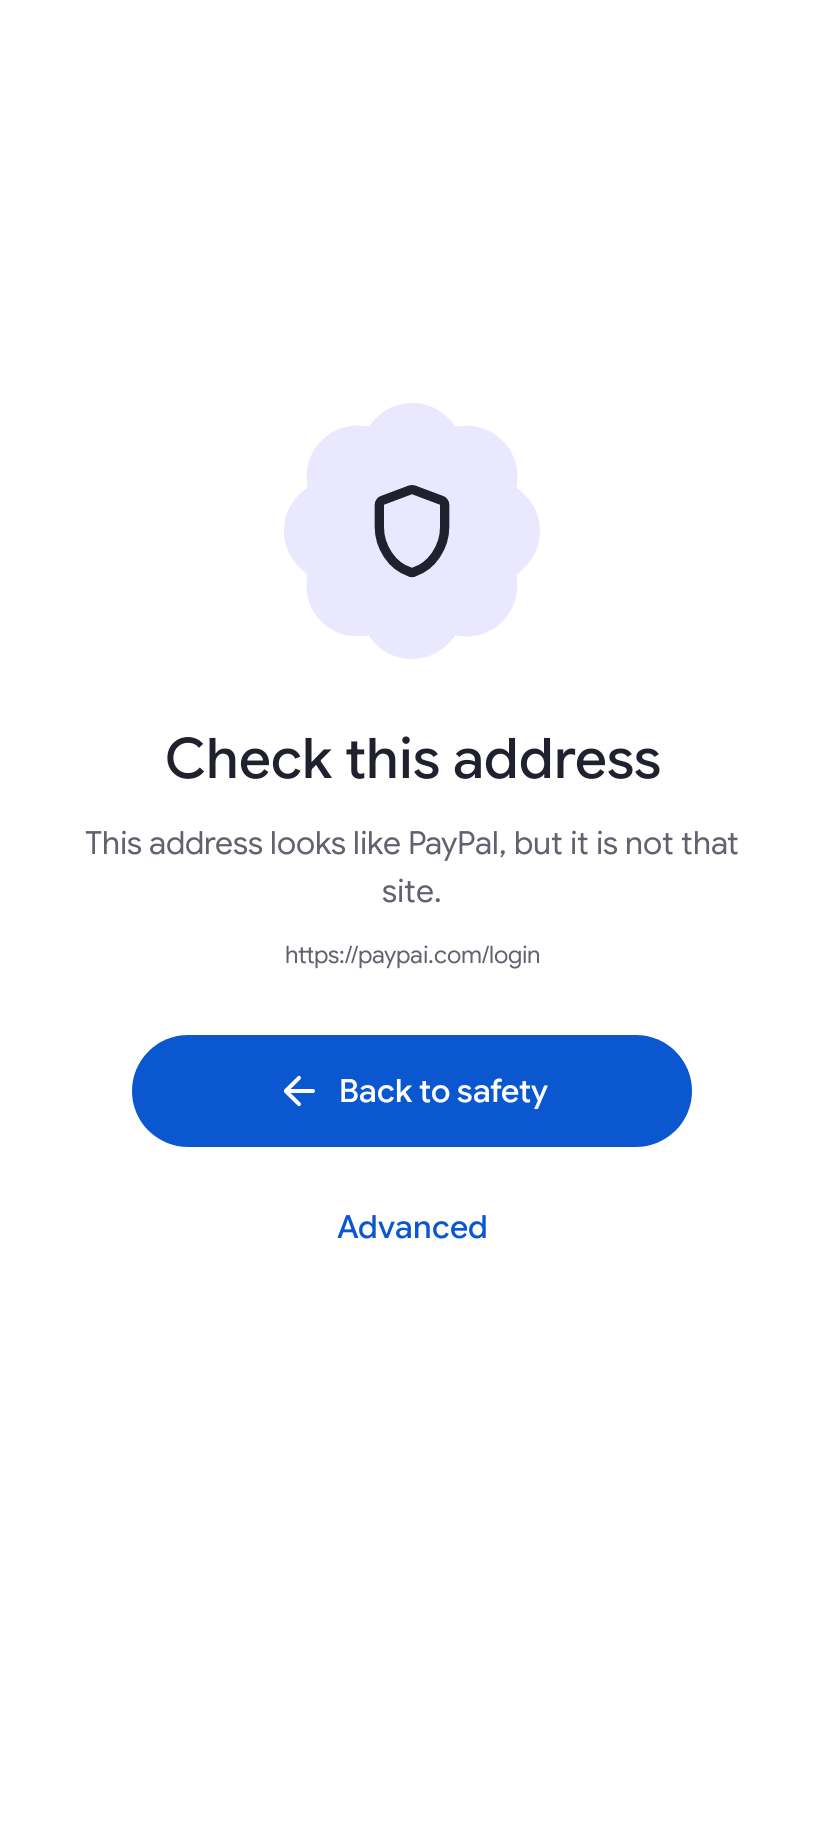 Check this address
This address looks like PayPal, but it is not that
site.
https://paypai.com/login
Back to safety
Advanced